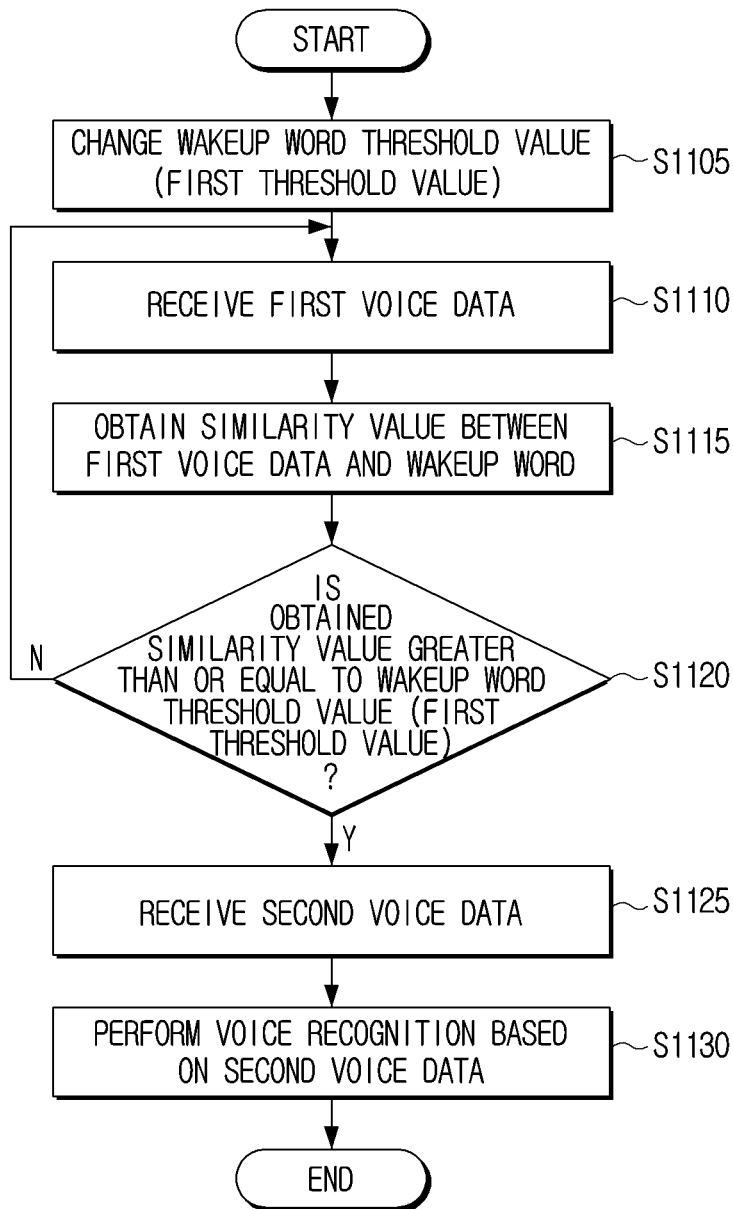 START
CHANGE WAKEUP WORD THRESHOLD VALUE
(FIRST THRESHOLD VALUE)
S1105
RECEIVE FIRST VOICE DATA
S1110
OBTAIN SIMILARITY VALUE BETWEEN
FIRST VOICE DATA AND WAKEUP WORD
S1115
IS
OBTAINED
SIMILARITY VALUE GREATER
THAN OR EQUAL TO WAKEUP WORD
THRESHOLD VALUE (FIRST
THRESHOLD VALUE)
?
N
S1120
Y
RECEIVE SECOND VOICE DATA
S1125
PERFORM VOICE RECOGNITION BASED
ON SECOND VOICE DATA
S1130
END